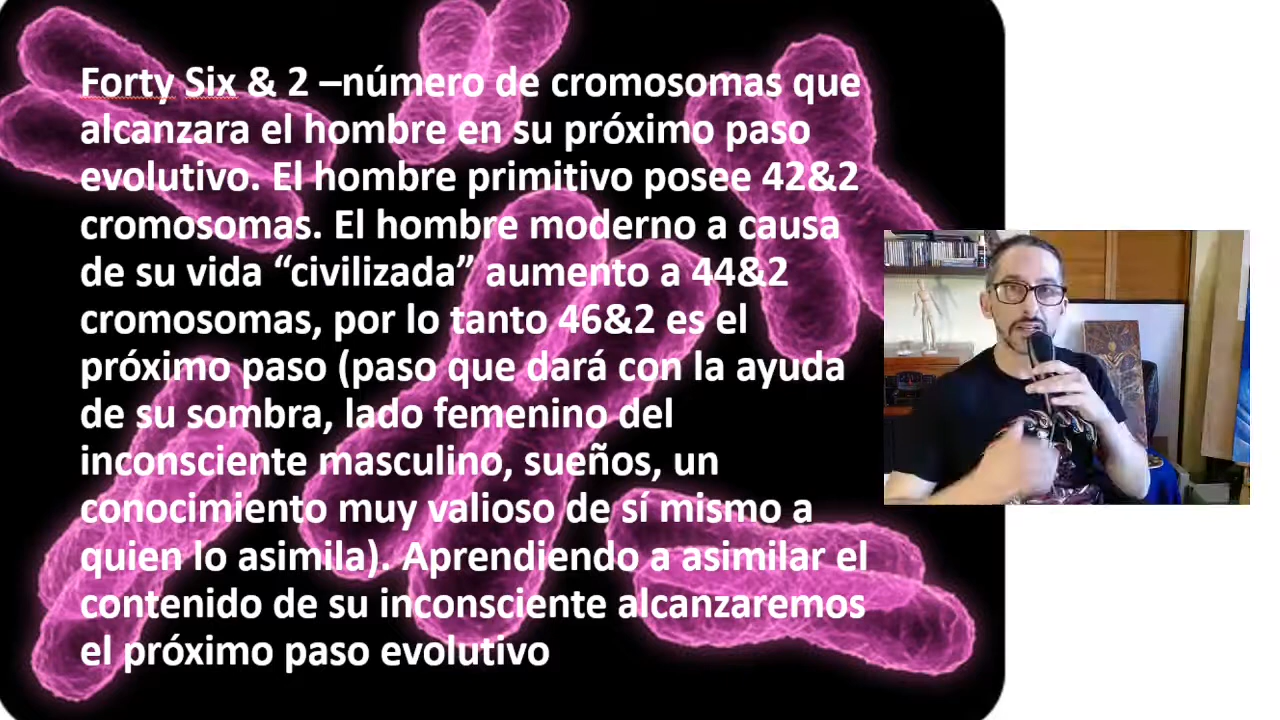 Forty Six & 2 –número de cromosomas que
alcanzara el hombre en su próximo paso
evolutivo. El hombre primitivo posee 42&2
cromosomas. El hombre moderno a causa
de su vida “civilizada” aumento a 44&2
cromosomas, por lo tanto 46&2 es el
próximo paso (paso que dará con la ayuda
de su sombra, lado femenino del
inconsciente masculino, sueños, un
conocimiento muy valioso de sí mismo a
quien lo asimila). Aprendiendo a asimilar el
contenido de su inconsciente alcanzaremos
el próximo paso evolutivo